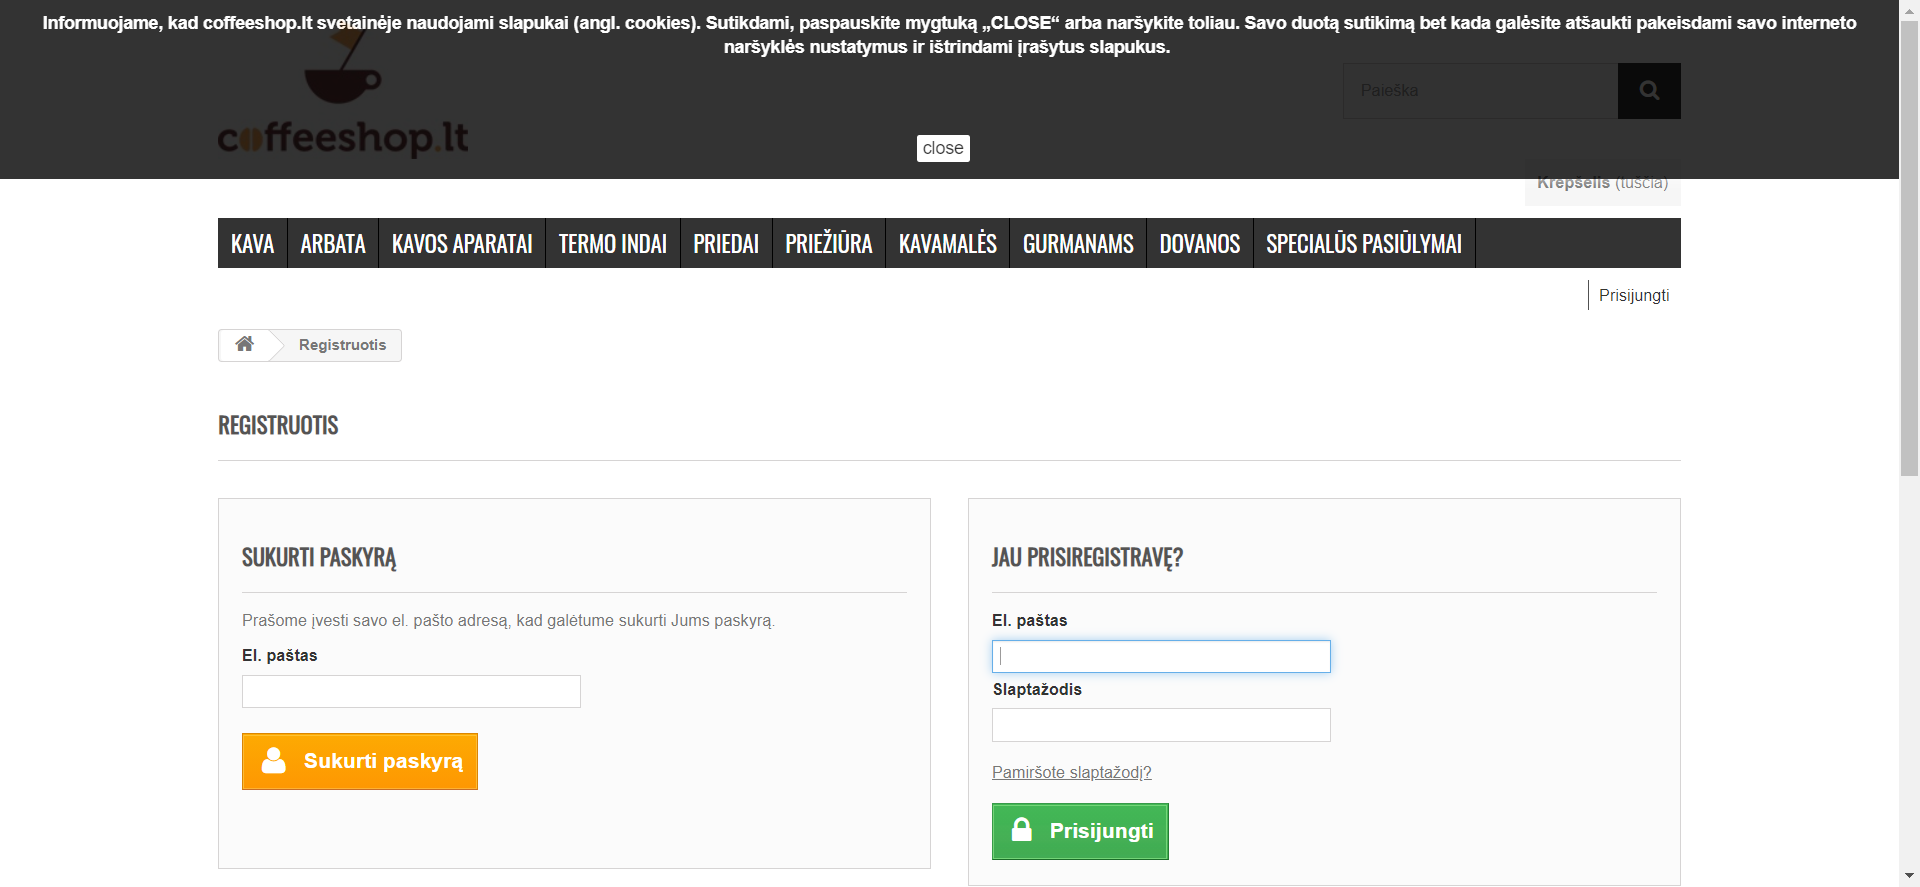 Informuojame, kad coffeeshop.lt svetainėje naudojami slapukai (angl. cookies). Sutikdami, paspauskite mygtuką „CLOSE“ arba naršykite toliau. Savo duotą sutikimą bet kada galėsite atšaukti pakeisdami savo interneto
naršyklės nustatymus ir ištrindami įrašytus slapukus.
Paieška
coffeeshop.lt
close
Krepšelis (tuščia)
KAVA ARBATA KAVOS APARATAI TERMO INDAI PRIEDAI PRIEŽIŪRA KAVAMALĖS GURMANAMS DOVANOS SPECIALŪS PASIŪLYMAI
Prisijungti
Registruotis
REGISTRUOTIS
SUKURTI PASKYRĄ
Prašome įvesti savo el. pašto adresą, kad galėtume sukurti Jums paskyrą.
El. paštas
Sukurti paskyrą
JAU PRISIREGISTRAVĘ?
El. paštas
Slaptažodis
Pamiršote slaptažodį?
Prisijungti